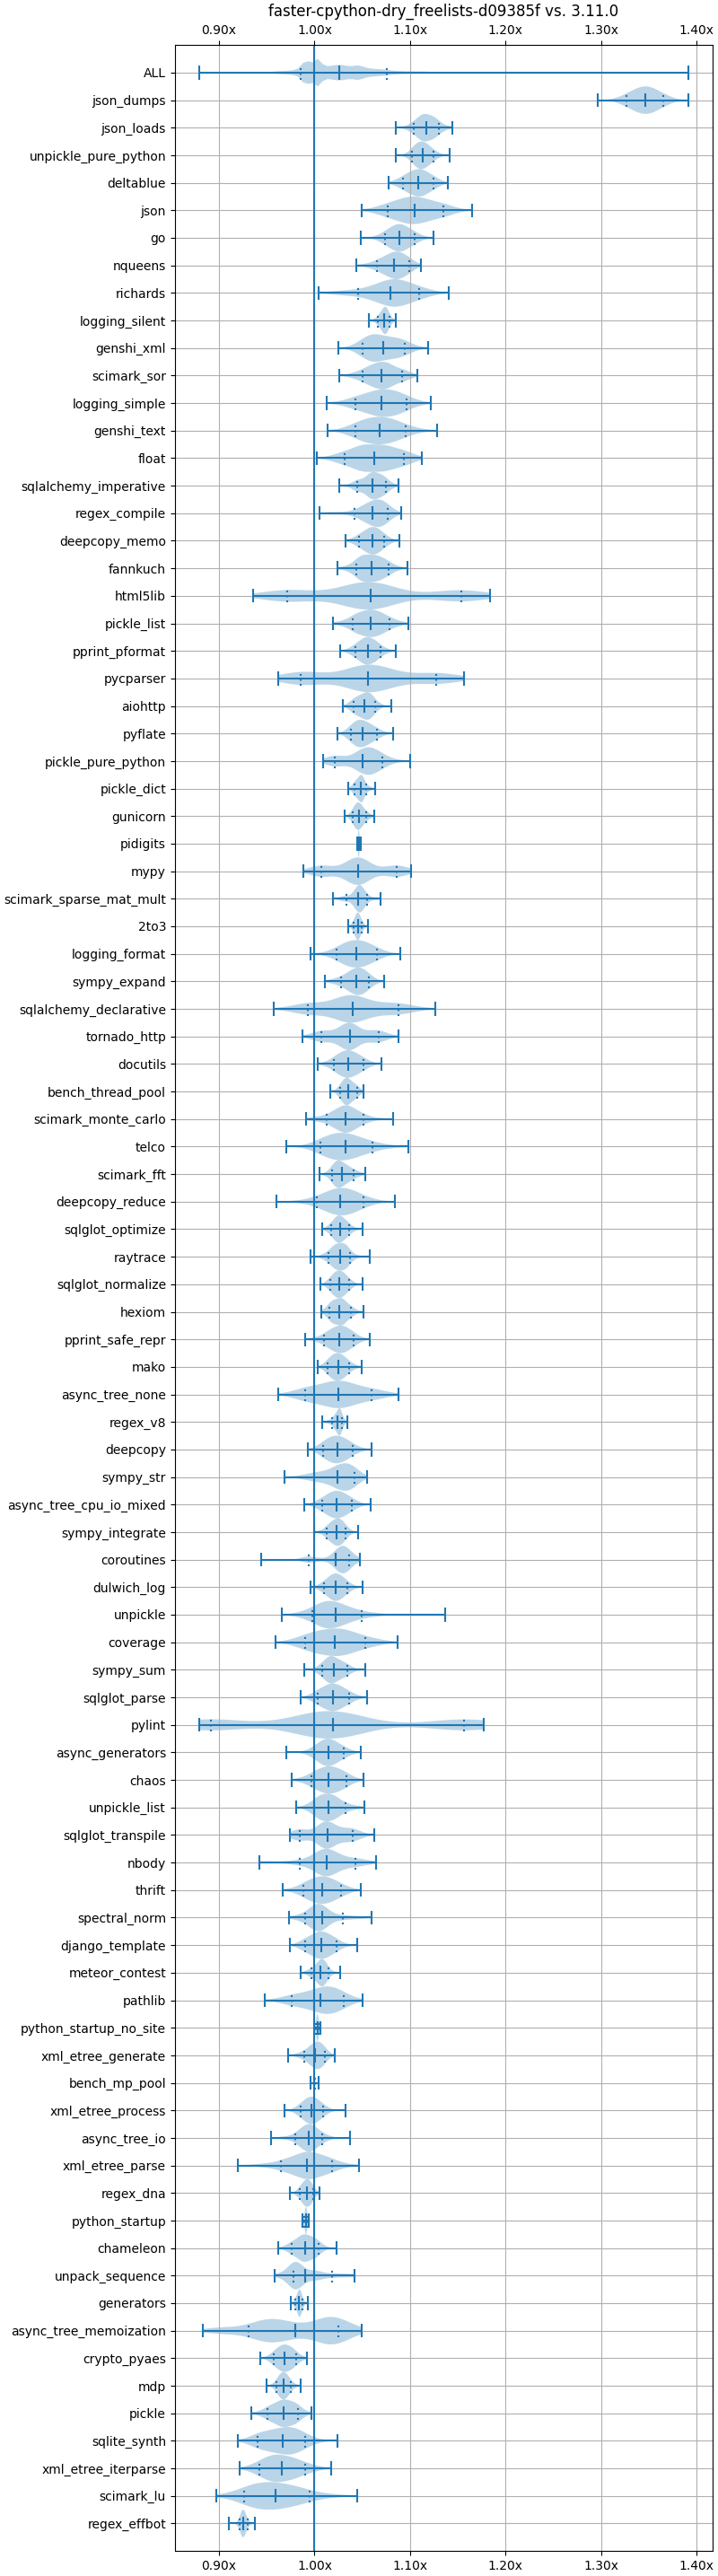 faster-cpython-dry_freelists-d09385f vs. 3.11.0
0.90x 1.00x 1.10x 1.20x 1.30x 1.40x
ALL
json_dumps
json_loads
unpickle_pure_python
deltablue
json
go
nqueens
richards
logging_silent
genshi_xml
scimark_sor
logging_simple
genshi_text
float
sqlalchemy_imperative
regex_compile
deepcopy_memo
fannkuch
html5lib
pickle_list
pprint_pformat
pycparser
aiohttp
pyflate
pickle_pure_python
pickle_dict
gunicorn
pidigits
mypy
scimark_sparse_mat_mult
2to3
logging_format
sympy_expand
sqlalchemy_declarative
tornado_http
docutils
bench_thread_pool
scimark_monte_carlo
telco
scimark_fft
deepcopy_reduce
sqlglot_optimize
raytrace
sqlglot_normalize
hexiom
pprint_safe_repr
mako
async_tree_none
regex_v8
deepcopy
sympy_str
async_tree_cpu_io_mixed
sympy_integrate
coroutines
dulwich_log
unpickle
coverage
sympy_sum
sqlglot_parse
pylint
async_generators
chaos
unpickle_list
sqlglot_transpile
nbody
thrift
spectral_norm
django_template
meteor_contest
pathlib
python_startup_no_site
xml_etree_generate
bench_mp_pool
xml_etree_process
async_tree_io
xml_etree_parse
regex_dna
python_startup
chameleon
unpack_sequence
generators
async_tree_memoization
crypto_pyaes
mdp
pickle
sqlite_synth
xml_etree_iterparse
scimark_lu
regex_effbot
0.90x 1.00x 1.10x 1.20x 1.30x 1.40x